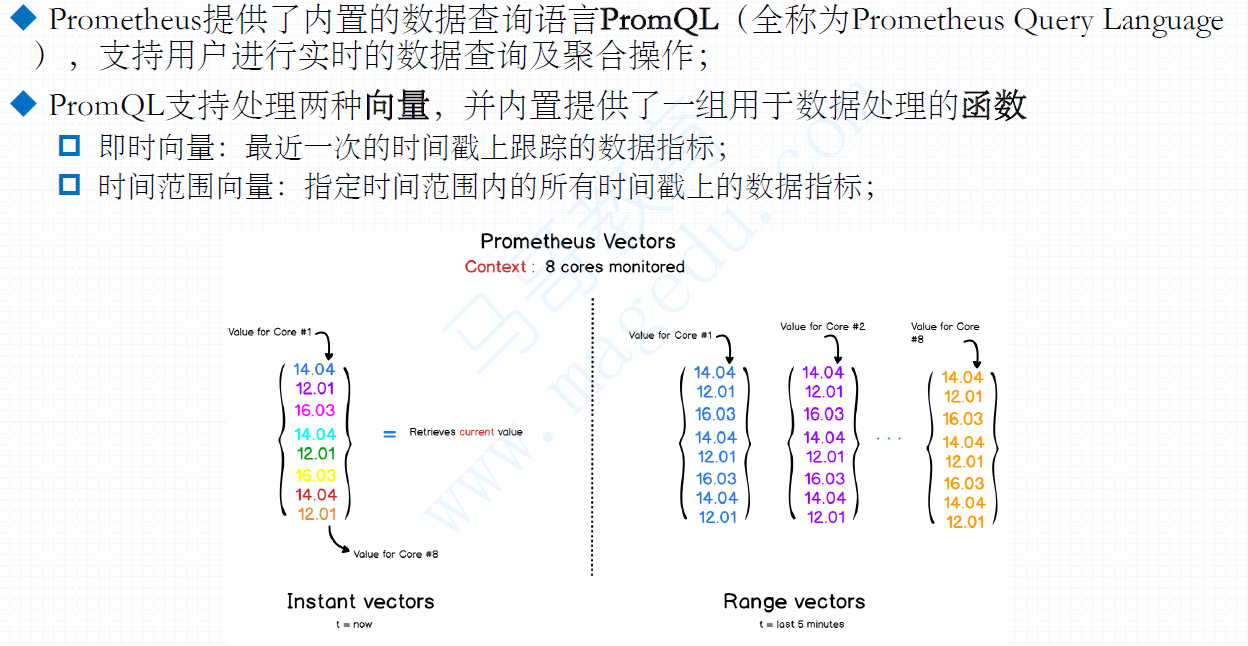 Prometheus提供了内置的数据查询语言PromQL（全称为Prometheus Query Language
），支持用户进行实时的数据查询及聚合操作；
PromQL支持处理两种向量，并内置提供了一组用于数据处理的函数
即时向量：最近一次的时间戳上跟踪的数据指标；
时间范围向量：指定时间范围内的所有时间戳上的数据指标；
Prometheus Vectors
Context : 8 cores monitored
Value for Core #1
14.04
12.01
16.03
14.04
12.01
16.03
14.04
12.01
= Retrieves current value
Value for Core #8
Instant vectors
t = now
Value for Core #1
14.04
12.01
16.03
14.04
12.01
16.03
14.04
12.01
Value for Core #2
14.04
12.01
16.03
14.04
12.01
16.03
14.04
12.01
...
Value for Core
#8
14.04
12.01
16.03
14.04
12.01
16.03
14.04
12.01
Range vectors
t = last 5 minutes
马哥教育
www.magedu.com